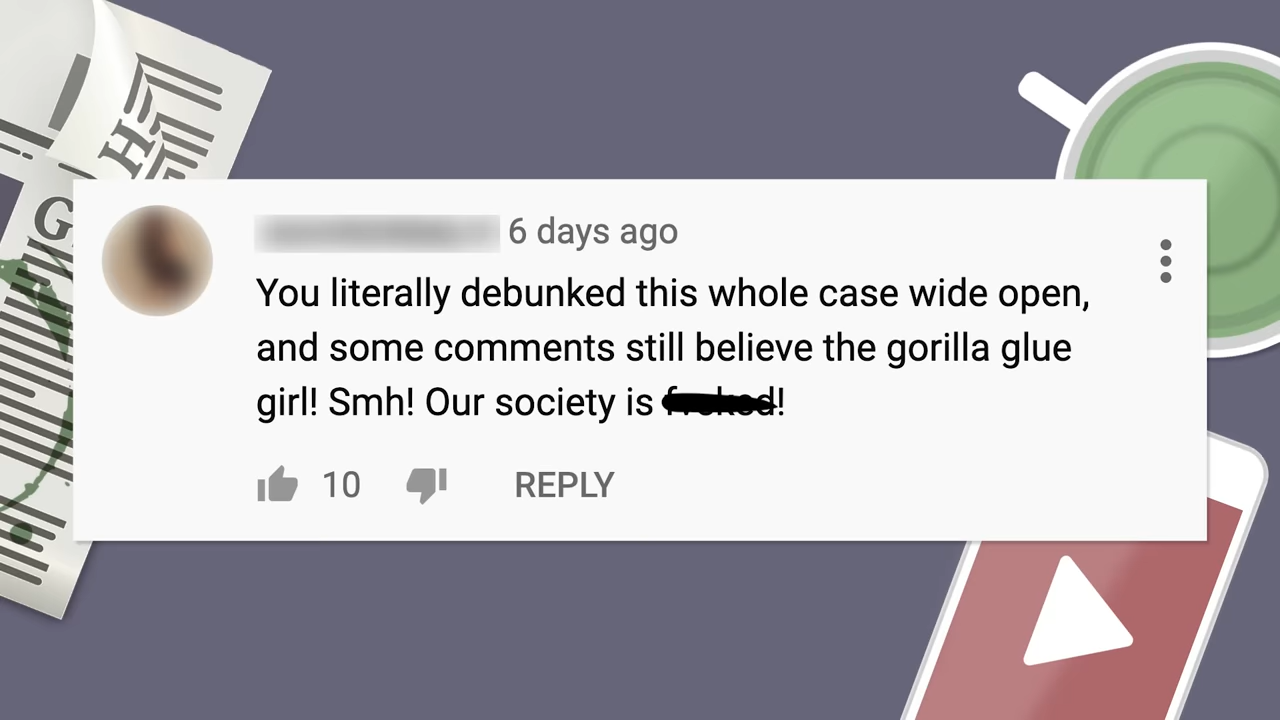 H
G
6 days ago
You literally debunked this whole case wide open,
and some comments still believe the gorilla glue
girl! Smh! Our society is !
10 REPLY